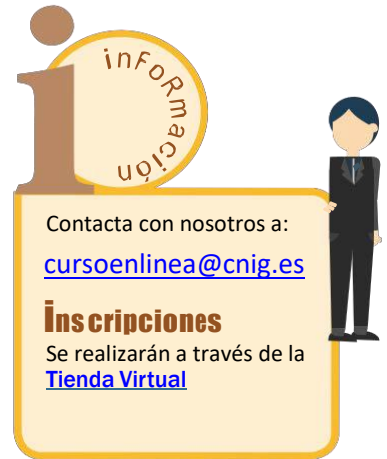 i
inFoRmación
Contacta con nosotros a:
cursoenlinea@cnig.es
inscripciones
Se realizarán a través de la
Tienda Virtual